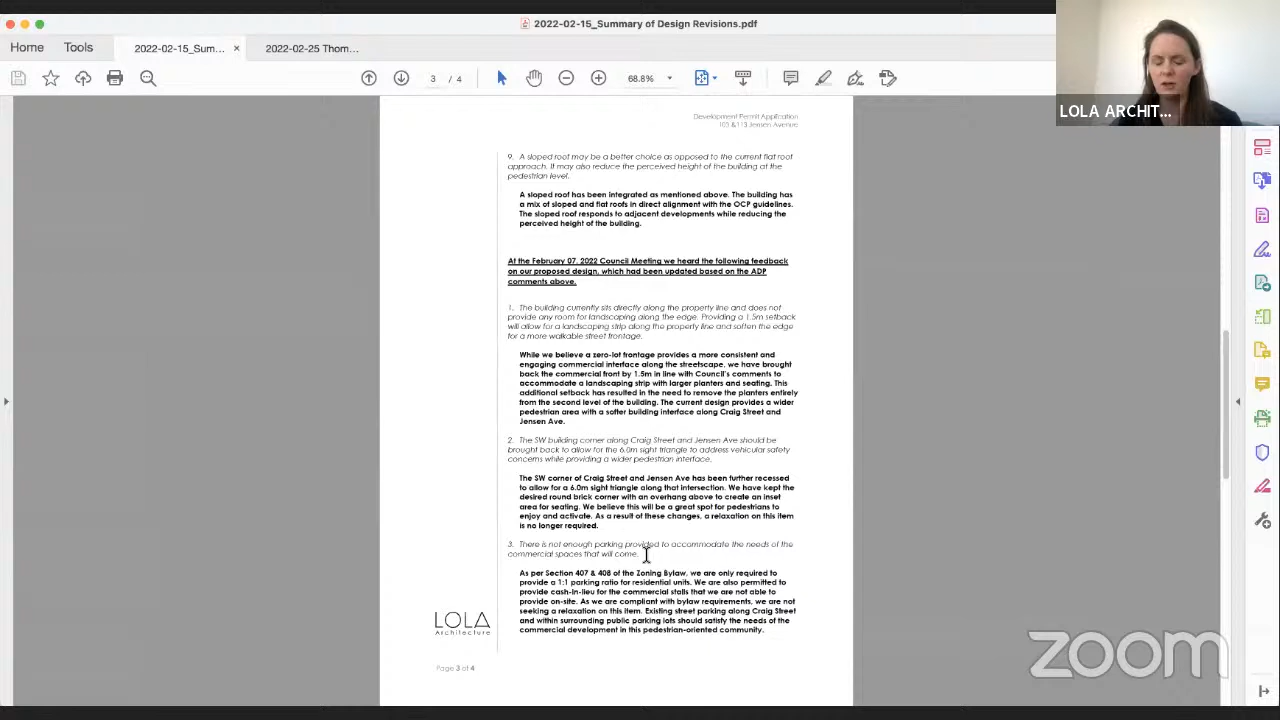 2022-02-15_Summary of Design Revisions.pdf
Home
Tools
2022-02-15_Sum...
×
2022-02-25 Thom...
3 / 4
68.8%
LOLA ARCHIT...
Development Permit Application
105 &113 Jensen Avenue
9. A sloped roof may be a better choice as opposed to the current flat roof
approach. It may also reduce the perceived height of the building at the
pedestrian level.
A sloped roof has been integrated as mentioned above. The building has
a mix of sloped and flat roofs in direct alignment with the OCP guidelines.
The sloped roof responds to adjacent developments while reducing the
perceived height of the building.
At the February 07, 2022 Council Meeting we heard the following feedback
on our proposed design, which had been updated based on the ADP
comments above.
1. The building currently sits directly along the property line and does not
provide any room for landscaping along the edge. Providing a 1.5m setback
will allow for a landscaping strip along the property line and soften the edge
for a more walkable street frontage.
While we believe a zero-lot frontage provides a more consistent and
engaging commercial interface along the streetscape, we have brought
back the commercial front by 1.5m in line with Council's comments to
accommodate a landscaping strip with larger planters and seating. This
additional setback has resulted in the need to remove the planters entirely
from the second level of the building. The current design provides a wider
pedestrian area with a softer building interface along Craig Street and
Jensen Ave.
2. The SW building corner along Craig Street and Jensen Ave should be
brought back to allow for the 6.0m sight triangle to address vehicular safety
concerns while providing a wider pedestrian interface.
The SW corner of Craig Street and Jensen Ave has been further recessed
to allow for a 6.0m sight triangle along that intersection. We have kept the
desired round brick corner with an overhang above to create an inset
area for seating. We believe this will be a great spot for pedestrians to
enjoy and activate. As a result of these changes, a relaxation on this item
is no longer required.
3. There is not enough parking provided to accommodate the needs of the
commercial spaces that will come.
As per Section 407 & 408 of the Zoning Bylaw, we are only required to
provide a 1:1 parking ratio for residential units. We are also permitted to
provide cash-in-lieu for the commercial stalls that we are not able to
provide on-site. As we are compliant with bylaw requirements, we are not
seeking a relaxation on this item. Existing street parking along Craig Street
and within surrounding public parking lots should satisfy the needs of the
commercial development in this pedestrian-oriented community.
LOLA
Architecture
Page 3 of 4
zoom